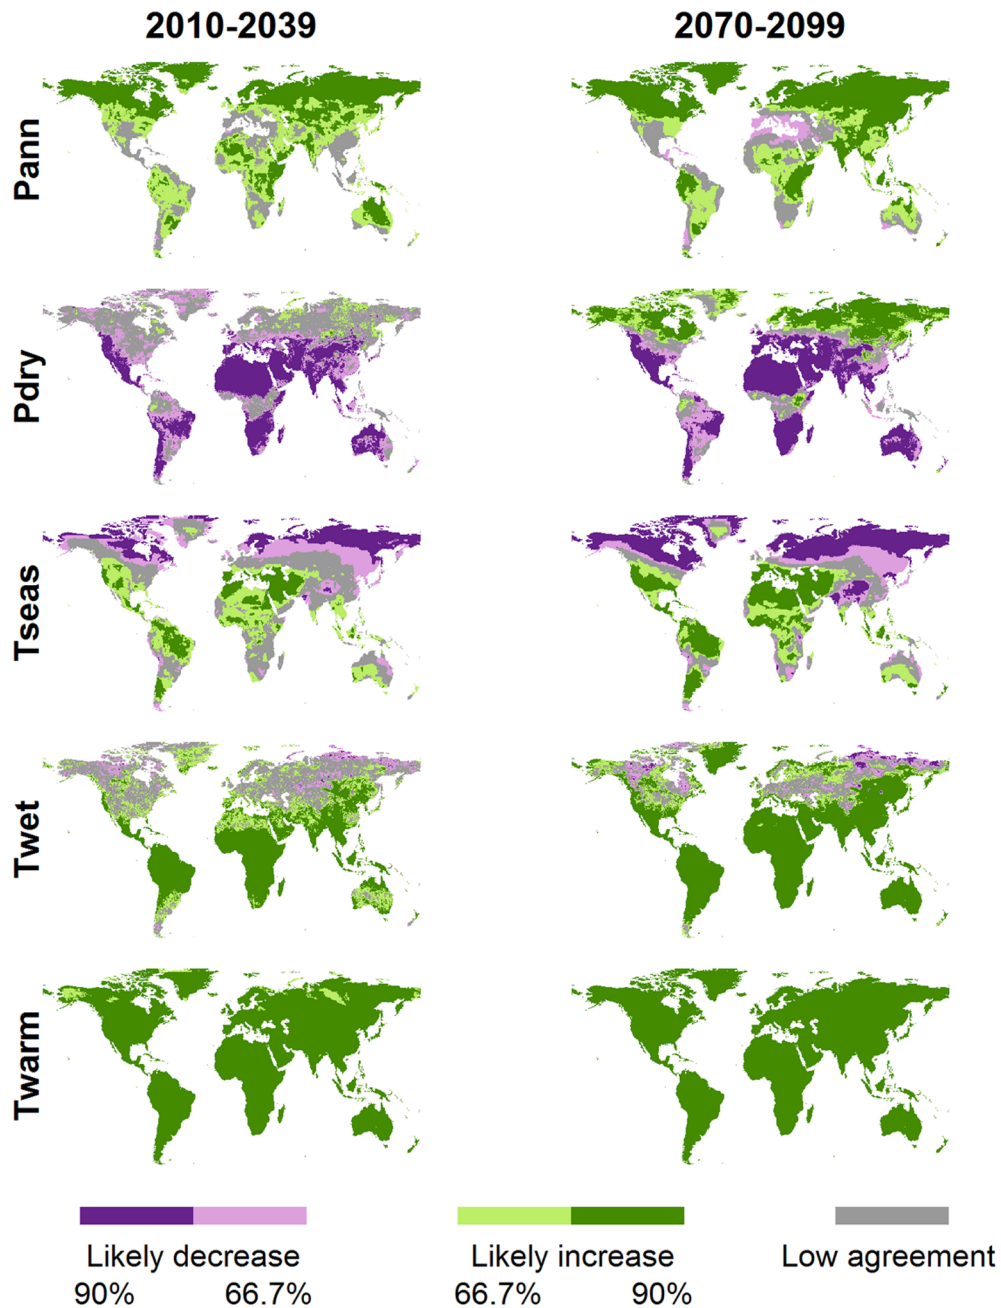 2010-2039 2070-2099
Pann
Pdry
Tseas
Twet
Twarm
Likely decrease Likely increase Low agreement
90% 66.7% 66.7% 90%